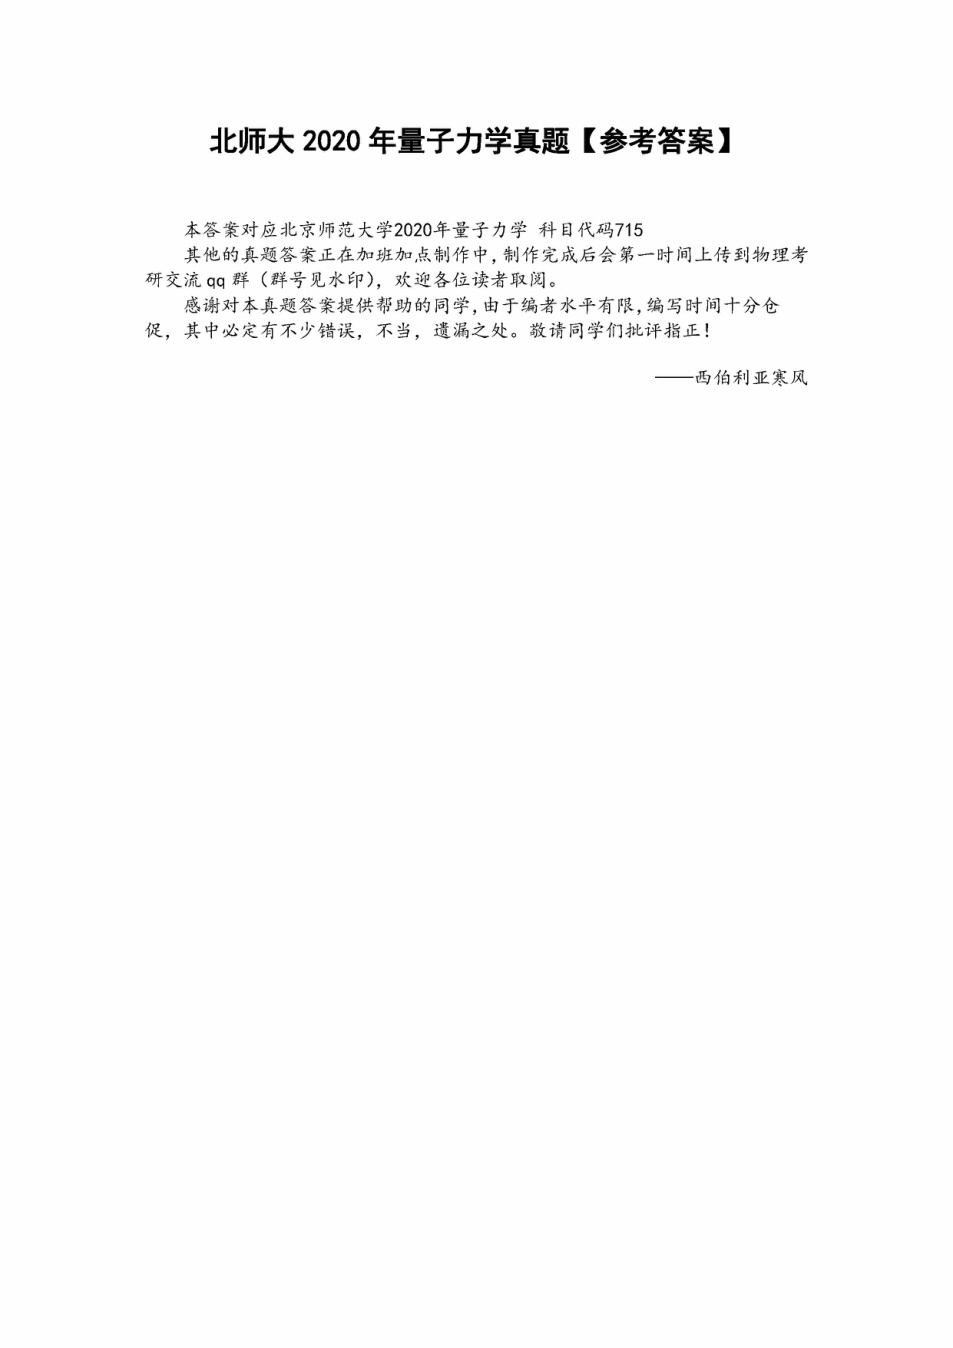 北师大 2020 年量子力学真题【参考答案】
本答案对应北京师范大学2020年量子力学 科目代码715
其他的真题答案正在加班加点制作中,制作完成后会第一时间上传到物理考
研交流 qq 群（群号见水印），欢迎各位读者取阅。
感谢对本真题答案提供帮助的同学,由于编者水平有限,编写时间十分仓
促，其中必定有不少错误，不当，遗漏之处。敬请同学们批评指正！
——西伯利亚寒风